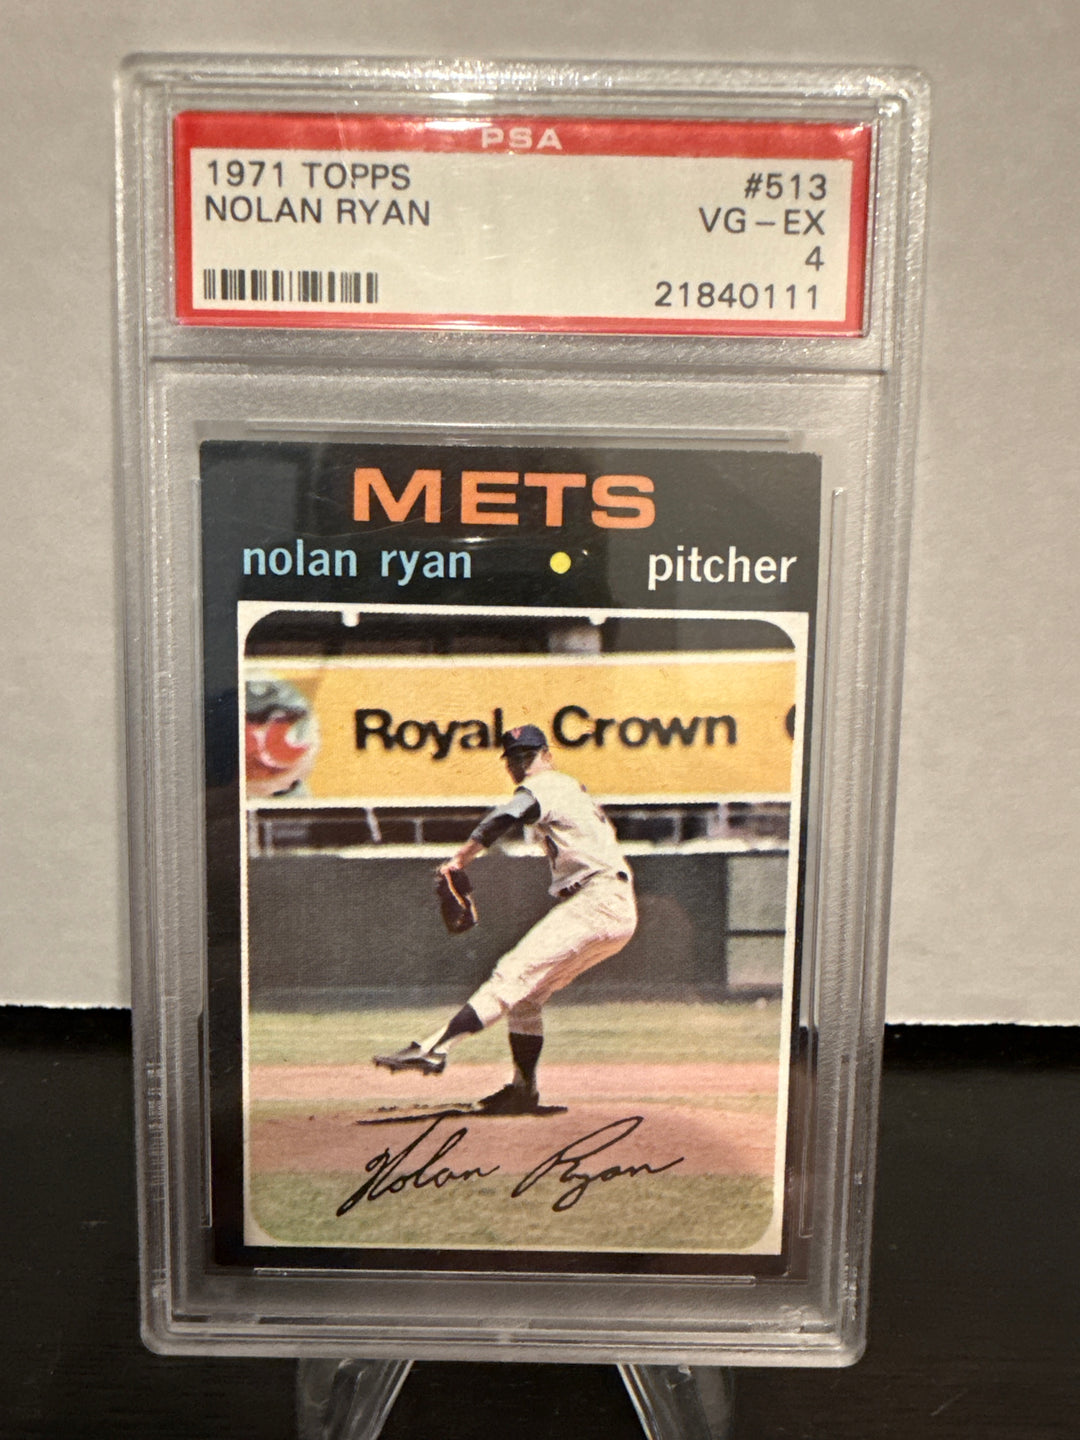 PSA
1971 TOPPS #513
NOLAN RYAN VG-EX
4
21840111
METS
nolan ryan pitcher
Royal Crown
Nolan Ryan